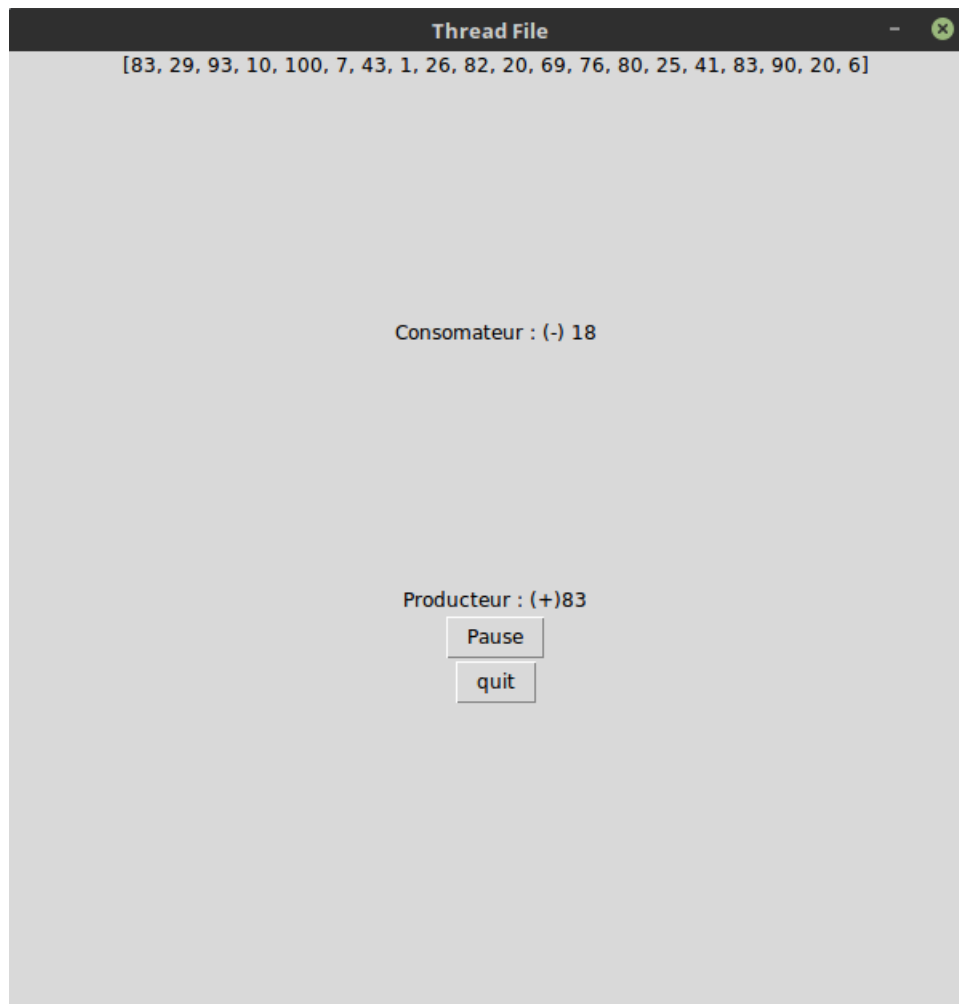 Thread File
[83, 29, 93, 10, 100, 7, 43, 1, 26, 82, 20, 69, 76, 80, 25, 41, 83, 90, 20, 6]
Consomateur : (-) 18
Producteur : (+)83
Pause
quit